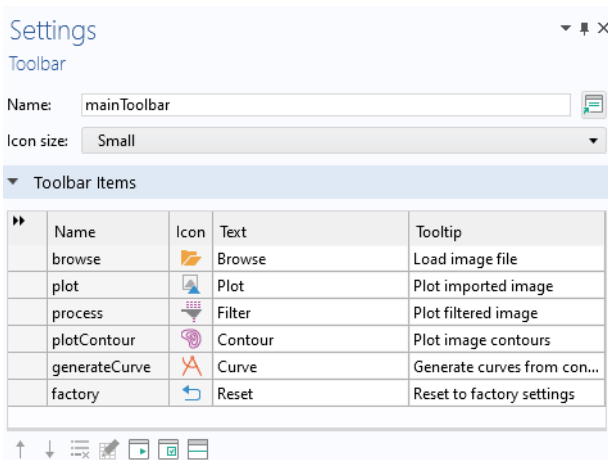 Settings
Toolbar
Name: mainToolbar
Icon size: Small
Toolbar Items
Name Icon Text Tooltip
browse Browse Load image file
plot Plot Plot imported image
process Filter Plot filtered image
plotContour Contour Plot image contours
generateCurve Curve Generate curves from con...
factory Reset Reset to factory settings